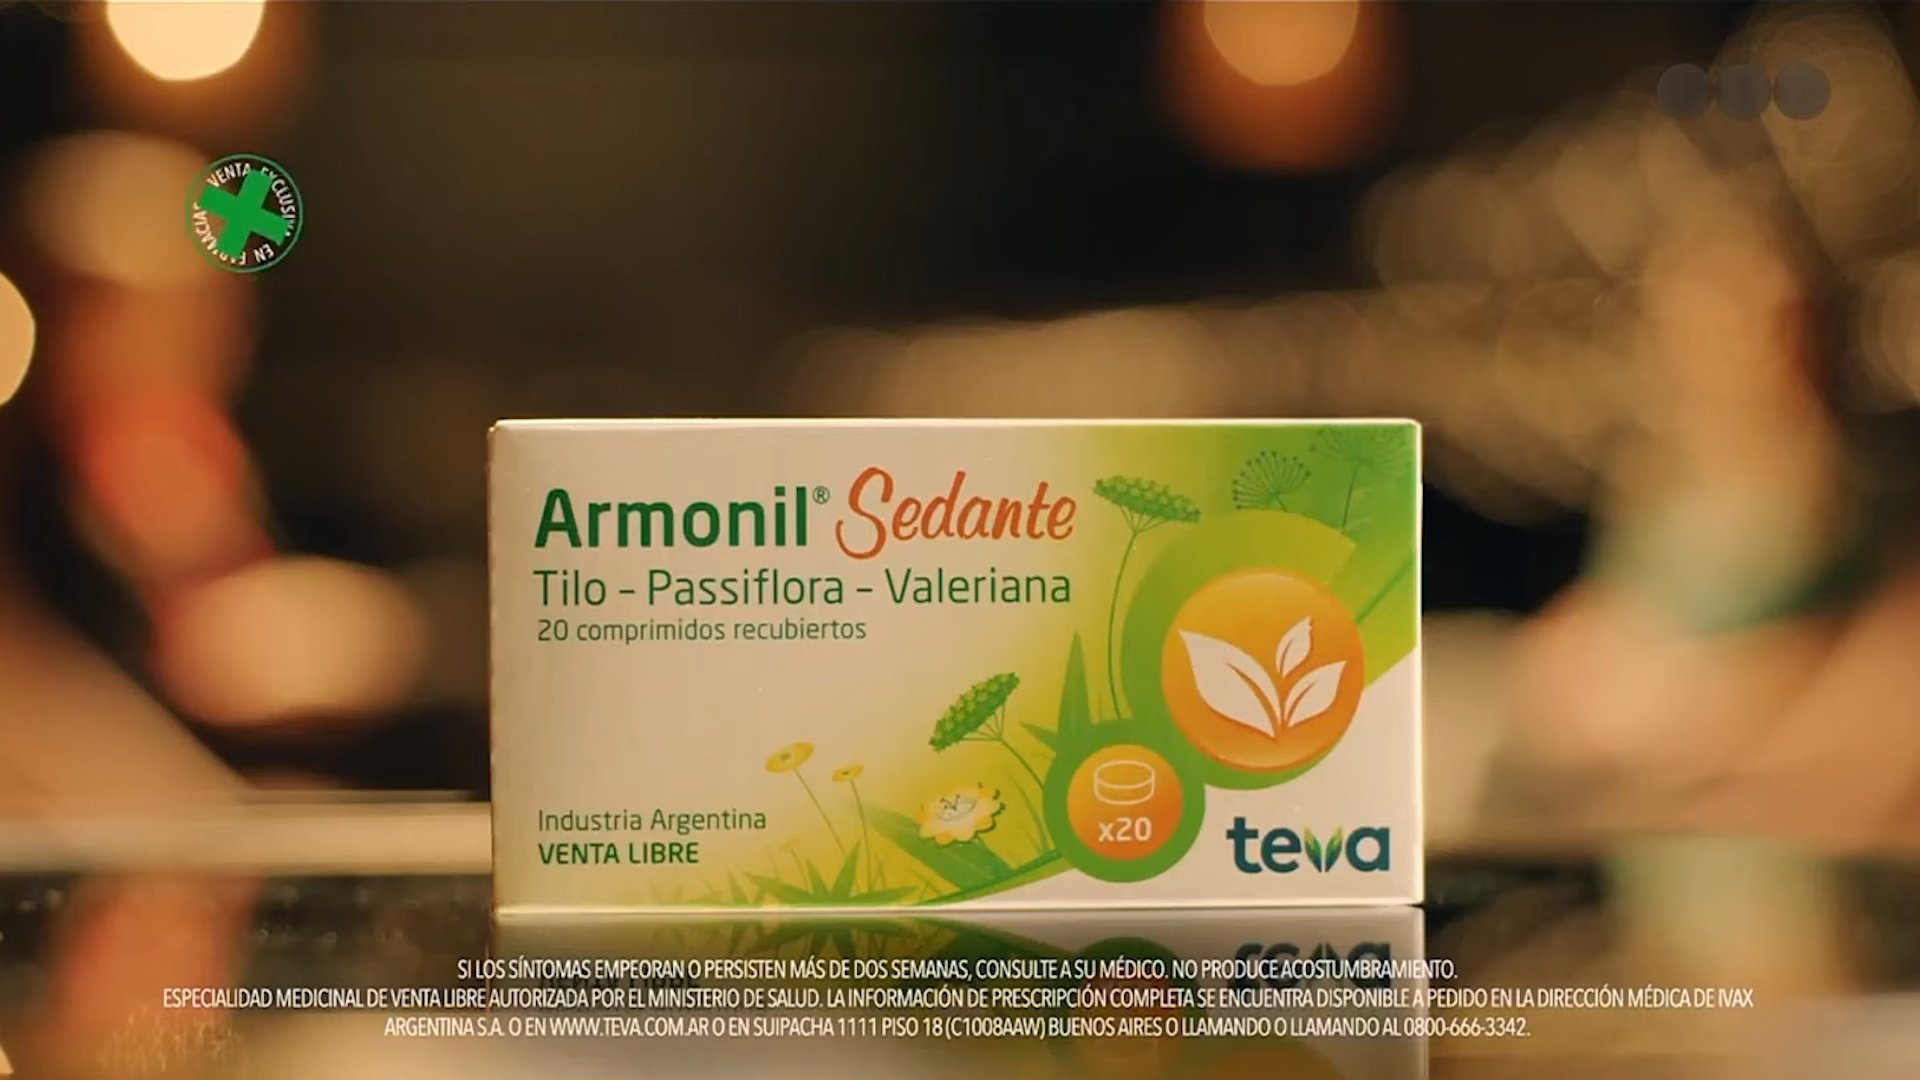 VENTA EXCLUSIVA EN FARMACIAS
Armonil® Sedante
Tilo - Passiflora - Valeriana
20 comprimidos recubiertos
Industria Argentina
VENTA LIBRE
x20
teva
SI LOS SÍNTOMAS EMPEORAN O PERSISTEN MÁS DE DOS SEMANAS, CONSULTE A SU MÉDICO. NO PRODUCE ACOSTUMBRAMIENTO.
ESPECIALIDAD MEDICINAL DE VENTA LIBRE AUTORIZADA POR EL MINISTERIO DE SALUD. LA INFORMACIÓN DE PRESCRIPCIÓN COMPLETA SE ENCUENTRA DISPONIBLE A PEDIDO EN LA DIRECCIÓN MÉDICA DE IVAX
ARGENTINA S.A. O EN WWW.TEVA.COM.AR O EN SUIPACHA 1111 PISO 18 (C1008AAW) BUENOS AIRES O LLAMANDO O LLAMANDO AL 0800-666-3342.